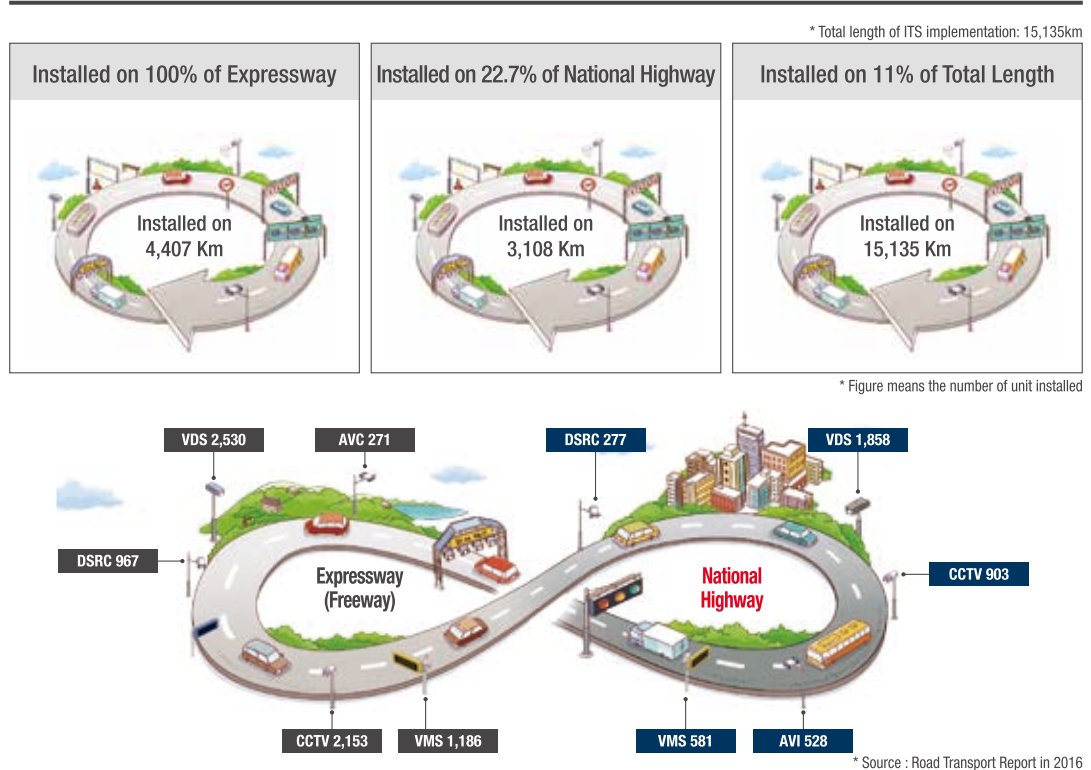 * Total length of ITS implementation: 15,135km
Installed on 100% of Expressway
Installed on 22.7% of National Highway
Installed on 11% of Total Length
Installed on
4,407 Km
Installed on
3,108 Km
Installed on
15,135 Km
* Figure means the number of unit installed
VDS 2,530
AVC 271
DSRC 277
VDS 1,858
DSRC 967
Expressway
(Freeway)
National
Highway
CCTV 903
CCTV 2,153
VMS 1,186
VMS 581
AVI 528
* Source : Road Transport Report in 2016